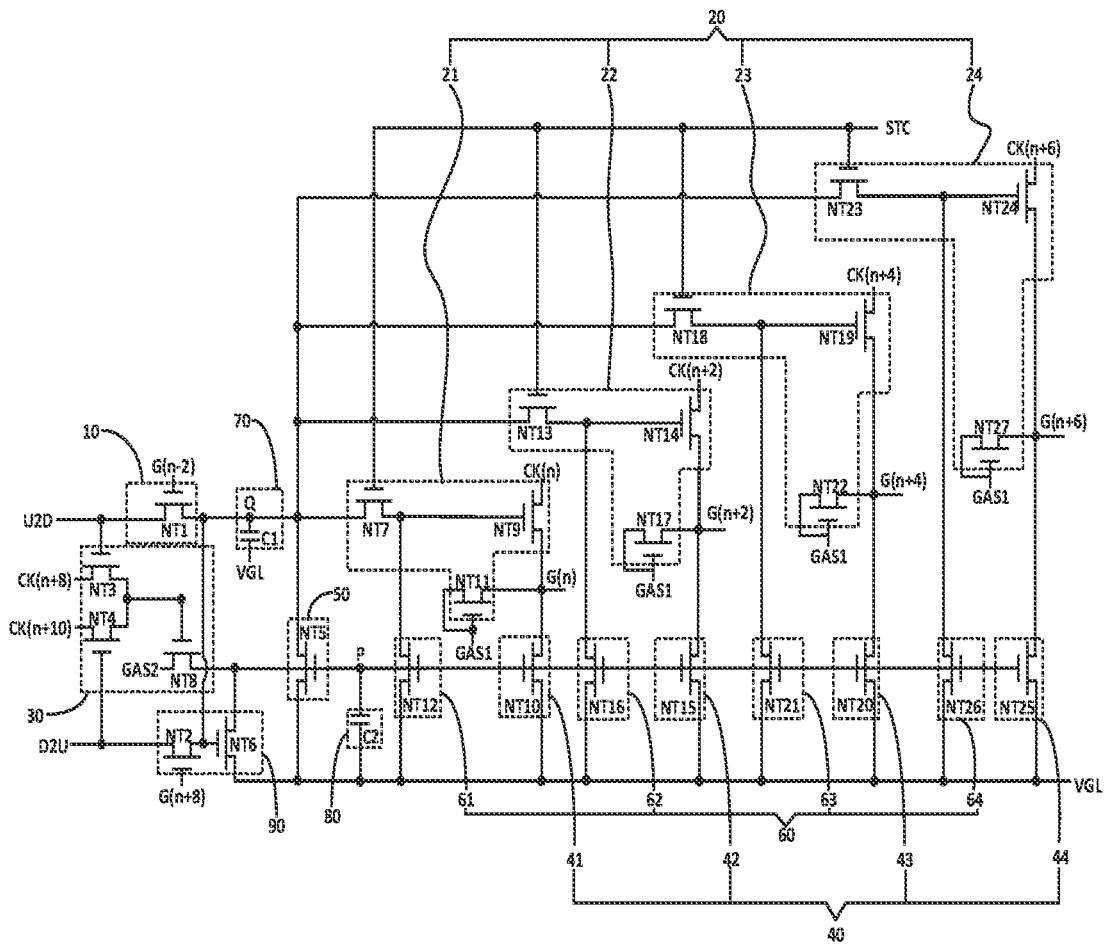 20
21 22 23 24
STC
CK(n+6)
NT23 NT24
CK(n+4)
NT18 NT19
CK(n+2)
NT13 NT14
NT27 G(n+6)
GAS1
10 70
G(n-2)
Q
CK(n)
NT22 G(n+4)
U2D NT1 C1 NT7 NT9
NT17 G(n+2)
VGL
GAS1
CK(n+8) NT3
NT11 G(n)
GAS1
50
NT4
CK(n+10)
NT5
GAS1
P
GAS2 NT8
30
NT12 NT10 NT16 NT15 NT21 NT20 NT26 NT25
D2U NT2 NT6 C2
VGL
G(n+8)
90 80 61 62 63 64
60
41 42 43 44
40